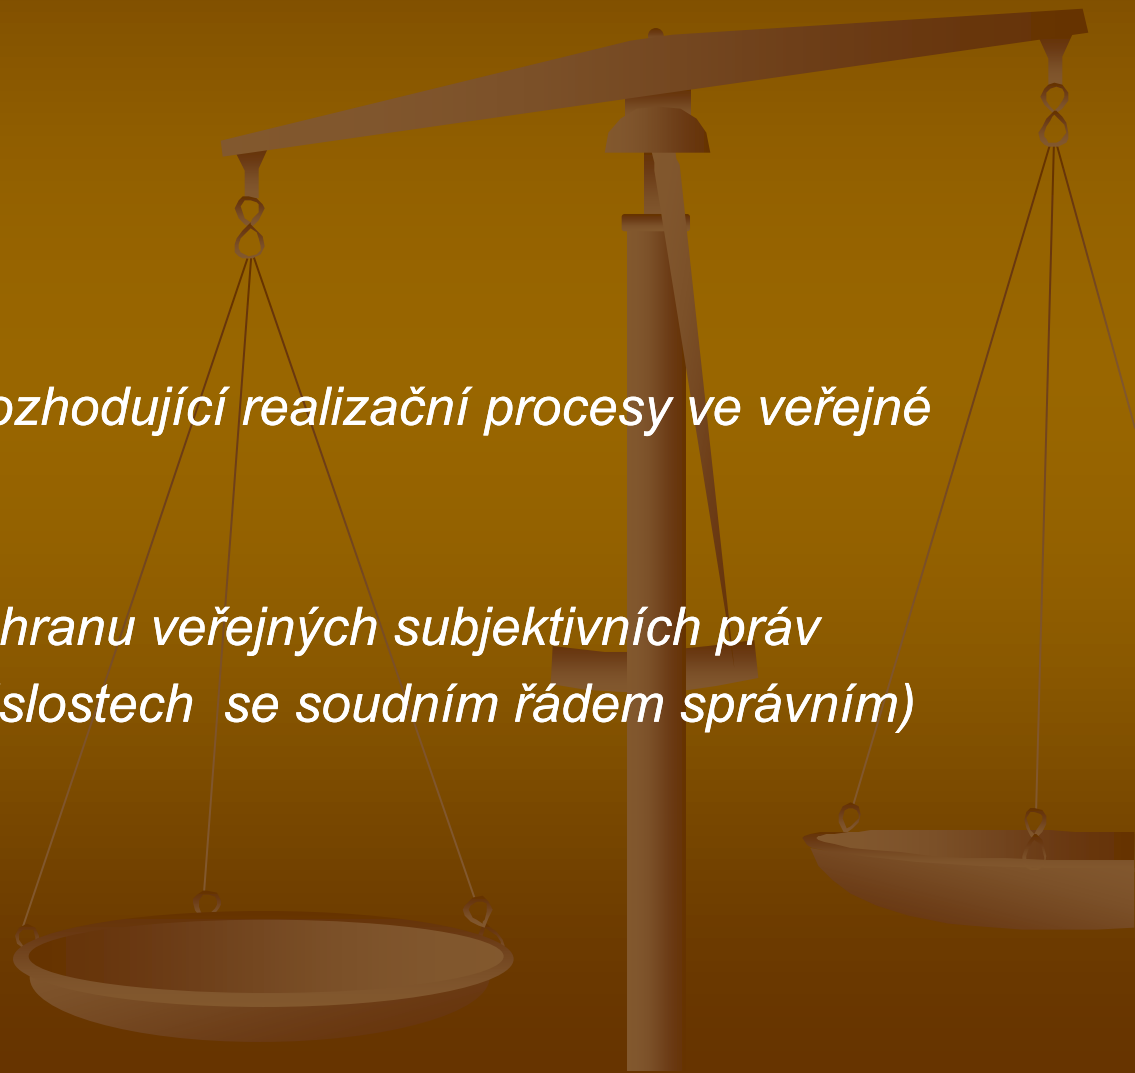 ozhodující realizační procesy ve veřejné
hranu veřejných subjektivních práv
slostech  se soudním řádem správním)